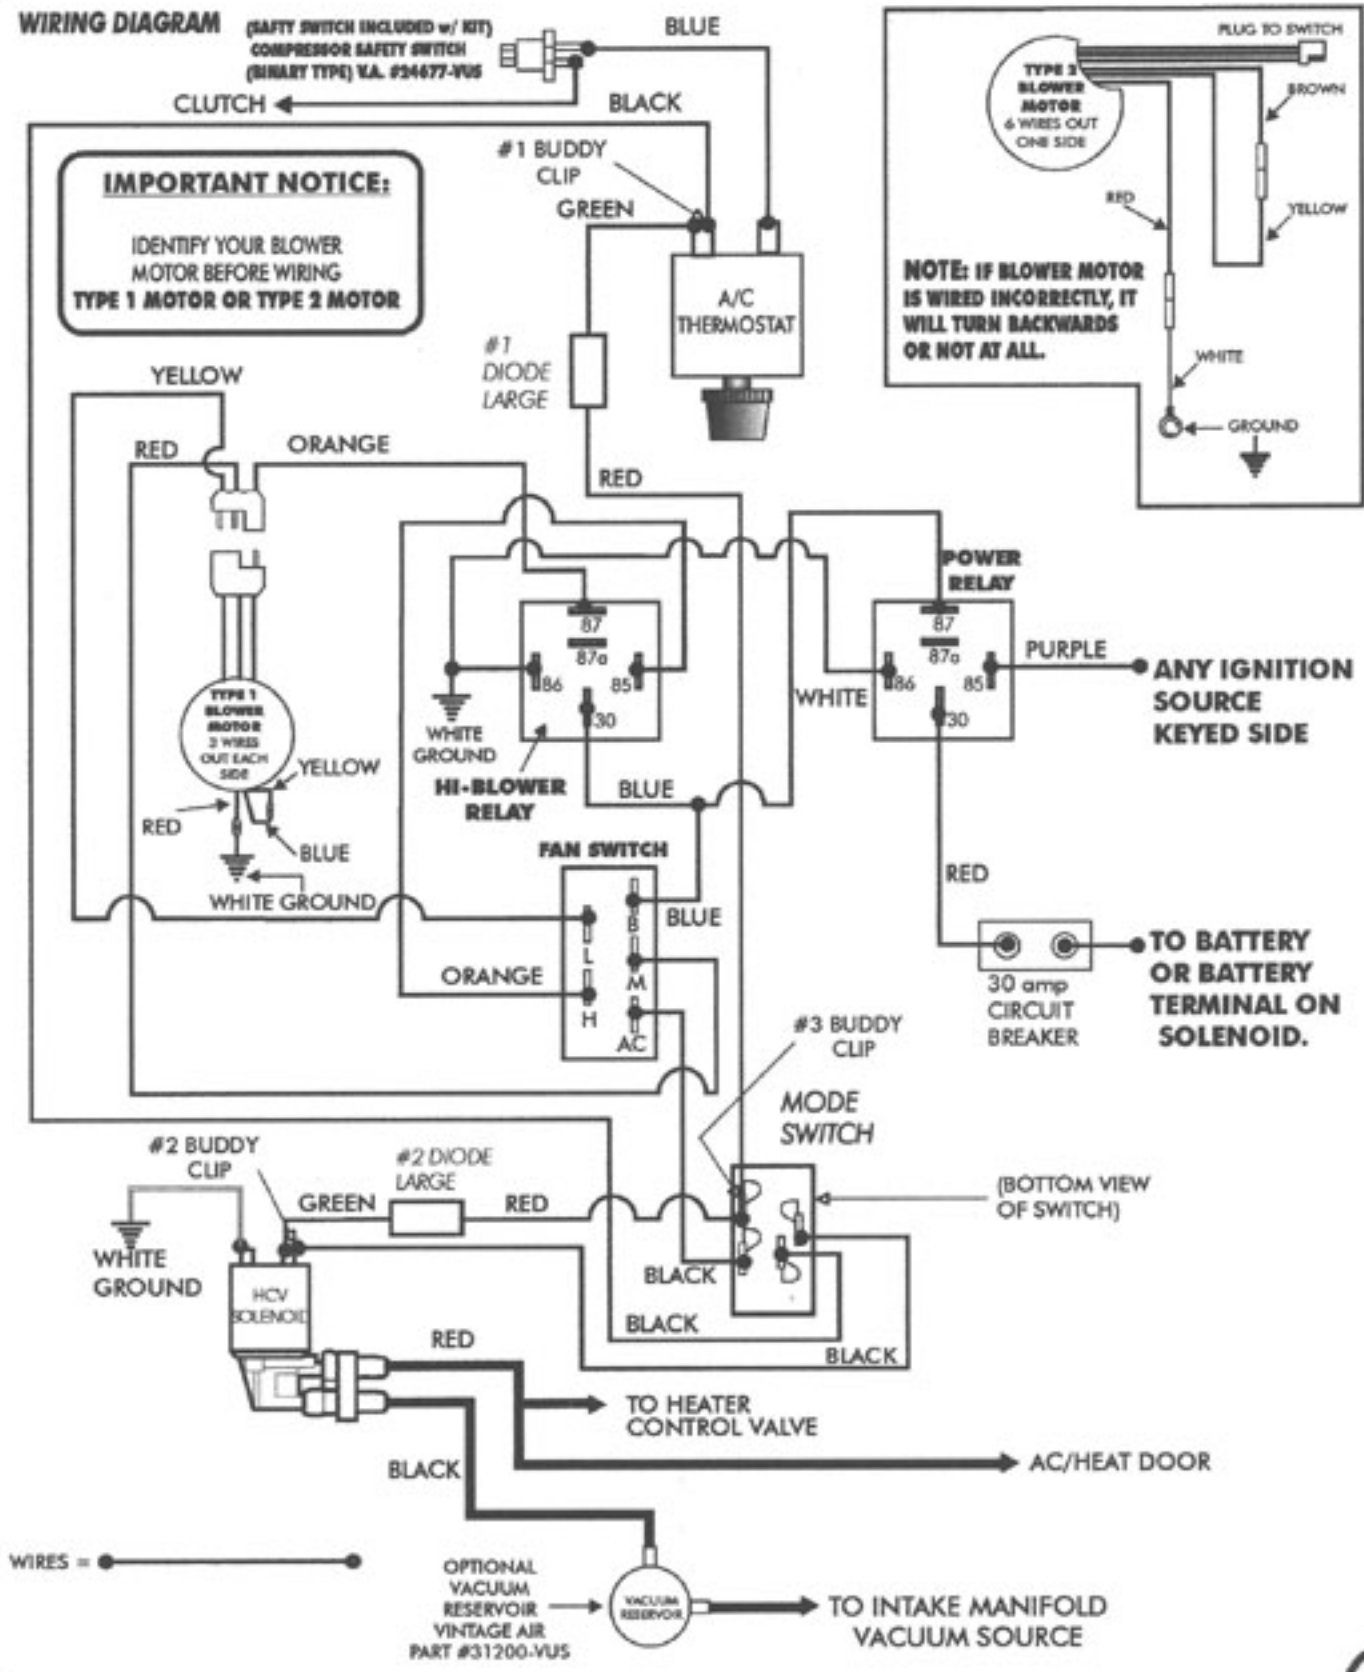 WIRING DIAGRAM
(SAFTY SWITCH INCLUDED w/ KIT)
COMPRESSOR SAFETY SWITCH
(BINARY TYPE) V.A. #24677-VUS
BLUE
CLUTCH
BLACK
#1 BUDDY
CLIP
GREEN
IMPORTANT NOTICE:
IDENTIFY YOUR BLOWER
MOTOR BEFORE WIRING
TYPE 1 MOTOR OR TYPE 2 MOTOR
A/C
THERMOSTAT
#1
DIODE
LARGE
PLUG TO SWITCH
TYPE 2
BLOWER
MOTOR
6 WIRES OUT
ONE SIDE
BROWN
RED
YELLOW
NOTE: IF BLOWER MOTOR
IS WIRED INCORRECTLY, IT
WILL TURN BACKWARDS
OR NOT AT ALL.
WHITE
GROUND
YELLOW
RED
ORANGE
RED
POWER
RELAY
87
87a
86
85
30
87
87a
86
85
30
PURPLE
ANY IGNITION
SOURCE
KEYED SIDE
WHITE
WHITE
GROUND
HI-BLOWER
RELAY
TYPE 1
BLOWER
MOTOR
3 WIRES
OUT EACH
SIDE
YELLOW
RED
BLUE
WHITE GROUND
BLUE
FAN SWITCH
B
BLUE
L
M
ORANGE
H
AC
RED
30 amp
CIRCUIT
BREAKER
TO BATTERY
OR BATTERY
TERMINAL ON
SOLENOID.
#3 BUDDY
CLIP
MODE
SWITCH
(BOTTOM VIEW
OF SWITCH)
#2 BUDDY
CLIP
#2 DIODE
LARGE
GREEN
RED
WHITE
GROUND
HCV
SOLENOID
BLACK
BLACK
BLACK
RED
TO HEATER
CONTROL VALVE
AC/HEAT DOOR
BLACK
WIRES =
OPTIONAL
VACUUM
RESERVOIR
VINTAGE AIR
PART #31200-VUS
VACUUM
RESERVOIR
TO INTAKE MANIFOLD
VACUUM SOURCE